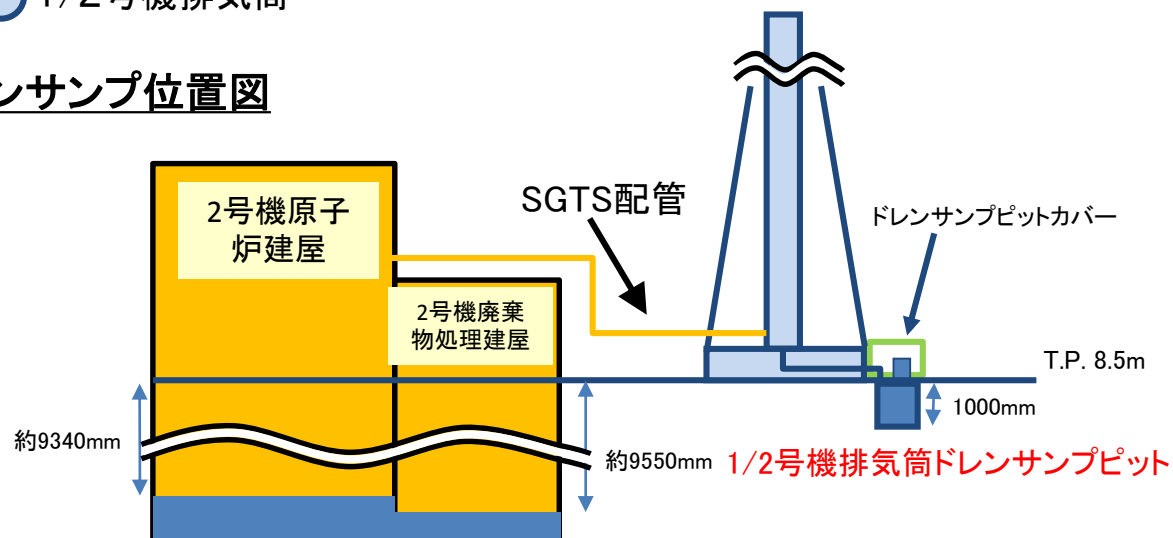 1/2号機排気筒
ンサンプ位置図
2号機原子
炉建屋
SGTS配管
ドレンサンプピットカバー
2号機廃棄
物処理建屋
T.P. 8.5m
1000mm
約9340mm
約9550mm
1/2号機排気筒ドレンサンプピット